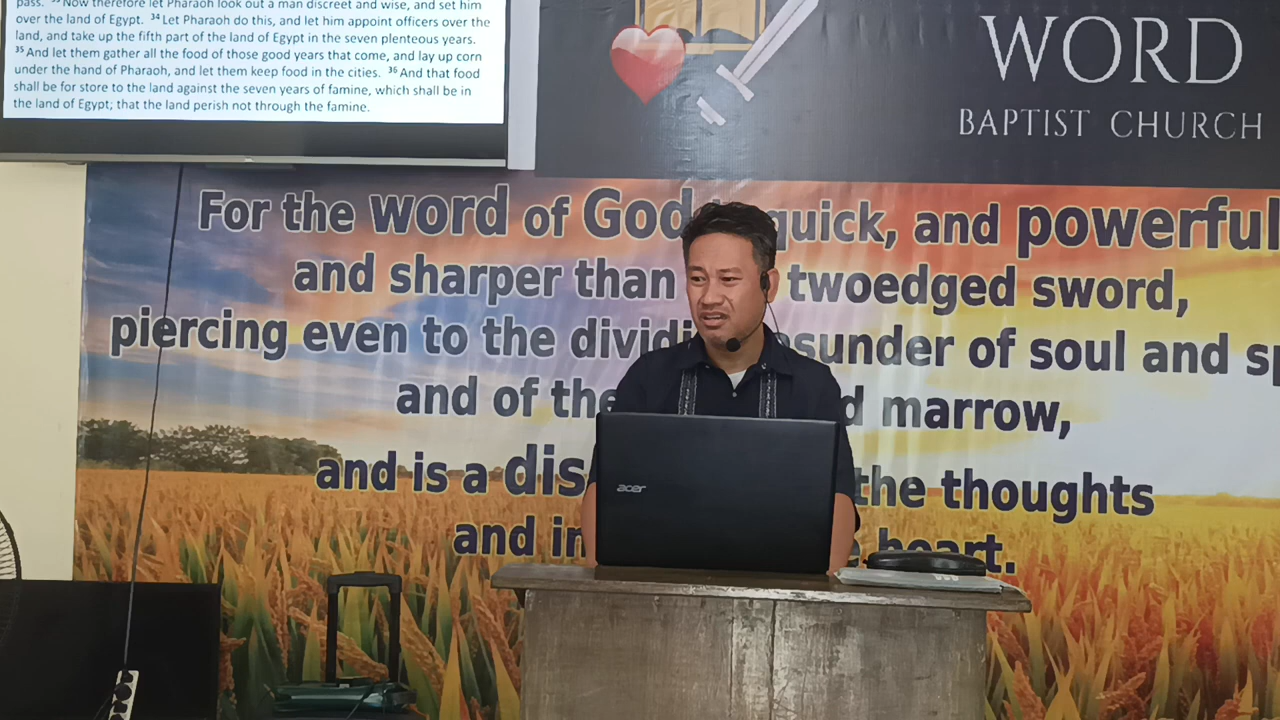 pass. 33 Now therefore let Pharaoh look out a man discreet and wise, and set him
over the land of Egypt. 34 Let Pharaoh do this, and let him appoint officers over the
land, and take up the fifth part of the land of Egypt in the seven plenteous years.
35 And let them gather all the food of those good years that come, and lay up corn
under the hand of Pharaoh, and let them keep food in the cities. 36 And that food
shall be for store to the land against the seven years of famine, which shall be in
the land of Egypt; that the land perish not through the famine.
WORD
BAPTIST CHURCH
For the word of God quick, and powerful
and sharper than twoedged sword,
piercing even to the dividi sunder of soul and sp
and of the d marrow,
and is a dis the thoughts
and in heart.
acer